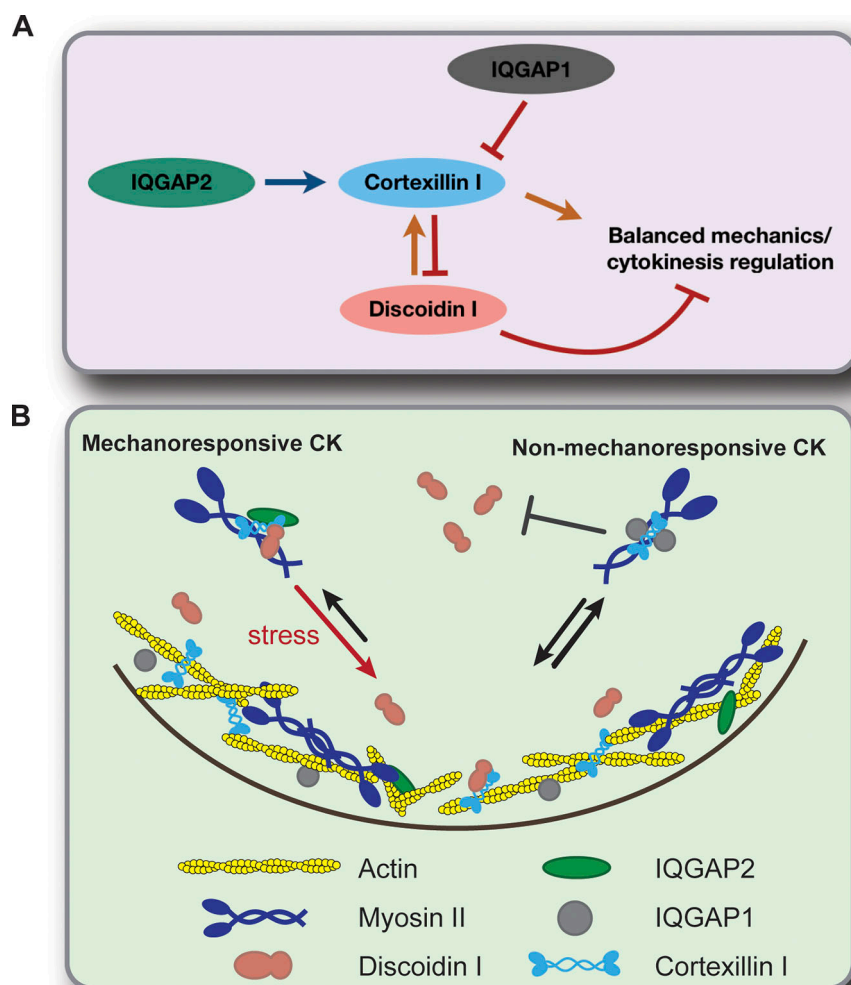 A
IQGAP1
IQGAP2
Cortexillin I
Balanced mechanics/
cytokinesis regulation
Discoidin I
B
Mechanoresponsive CK
Non-mechanoresponsive CK
stress
Actin
IQGAP2
Myosin II
IQGAP1
Discoidin I
Cortexillin I